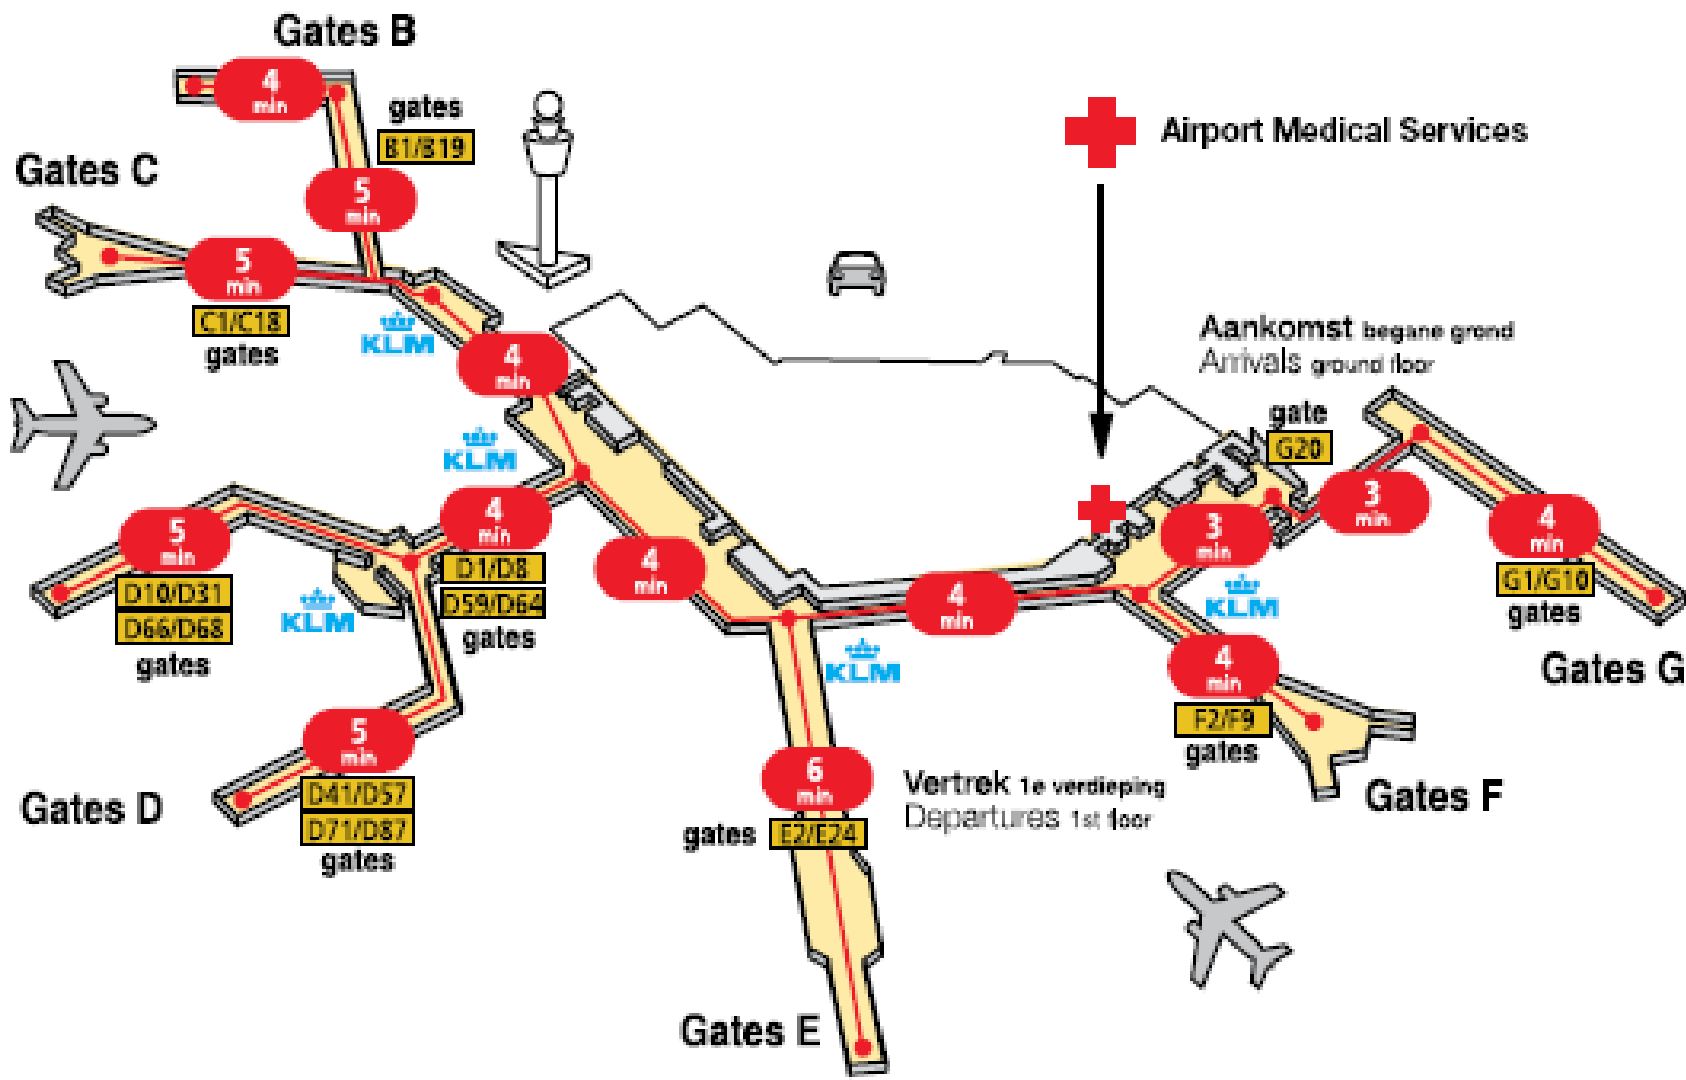 Gates B
4
min
gates
B1/B19
Airport Medical Services
Gates C
5
min
5
min
C1/C18
gates
KLM
4
min
Aankomst begane grond
Arrivals ground floor
gate
G20
KLM
3
min
4
min
5
min
4
min
3
min
D1/D8
D59/D64
gates
4
min
4
min
G1/G10
gates
D10/D31
D66/D68
gates
KLM
KLM
KLM
4
min
Gates G
F2/F9
gates
5
min
6
min
Vertrek 1e verdieping
Departures 1st floor
Gates F
Gates D
D41/D57
D71/D87
gates
gates
E2/E24
Gates E